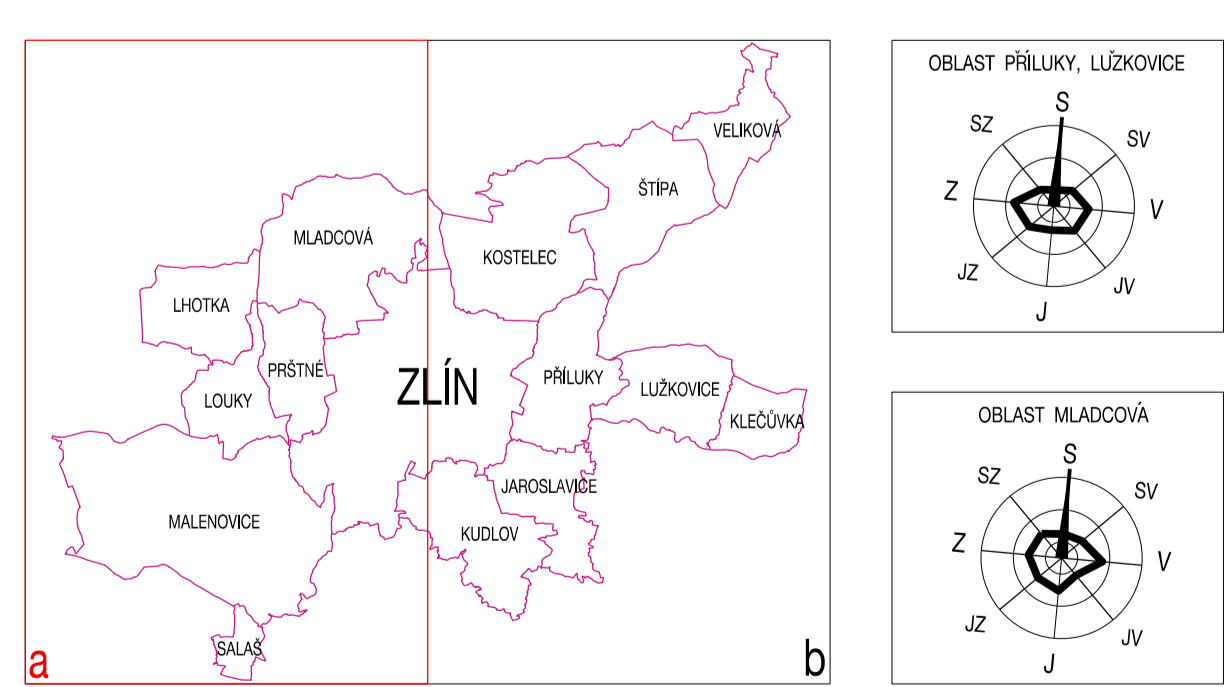 VELIKOVÁ
ŠTÍPA
MLADCOVÁ
KOSTELEC
LHOTKA
PRŠTNÉ
PŘÍLUKY
LOUKY
ZLÍN
LUŽKOVICE
KLEČŮVKA
JAROSLAVICE
MALENOVICE
KUDLOV
SALAŠ
a
b
OBLAST PŘÍLUKY, LUŽKOVICE
S
SZ
SV
Z
V
JZ
JV
J
OBLAST MLADCOVÁ
S
SZ
SV
Z
V
JZ
JV
J